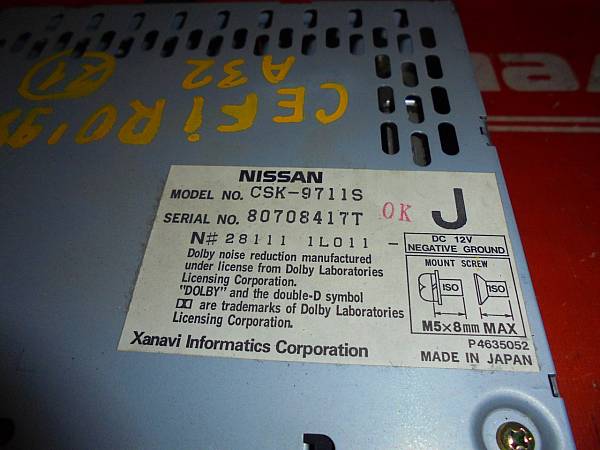 CEFiRO'9
A32
21
NISSAN
MODEL NO. CSK-9711S
SERIAL NO. 80708417T
OK
J
N# 28111 1L011 -
Dolby noise reduction manufactured
under license from Dolby Laboratories
Licensing Corporation.
"DOLBY" and the double-D symbol
are trademarks of Dolby Laboratories
Licensing Corporation.
Xanavi Informatics Corporation
DC 12V
NEGATIVE GROUND
MOUNT SCREW
ISO ISO
M5×8mm MAX
P4635052
MADE IN JAPAN